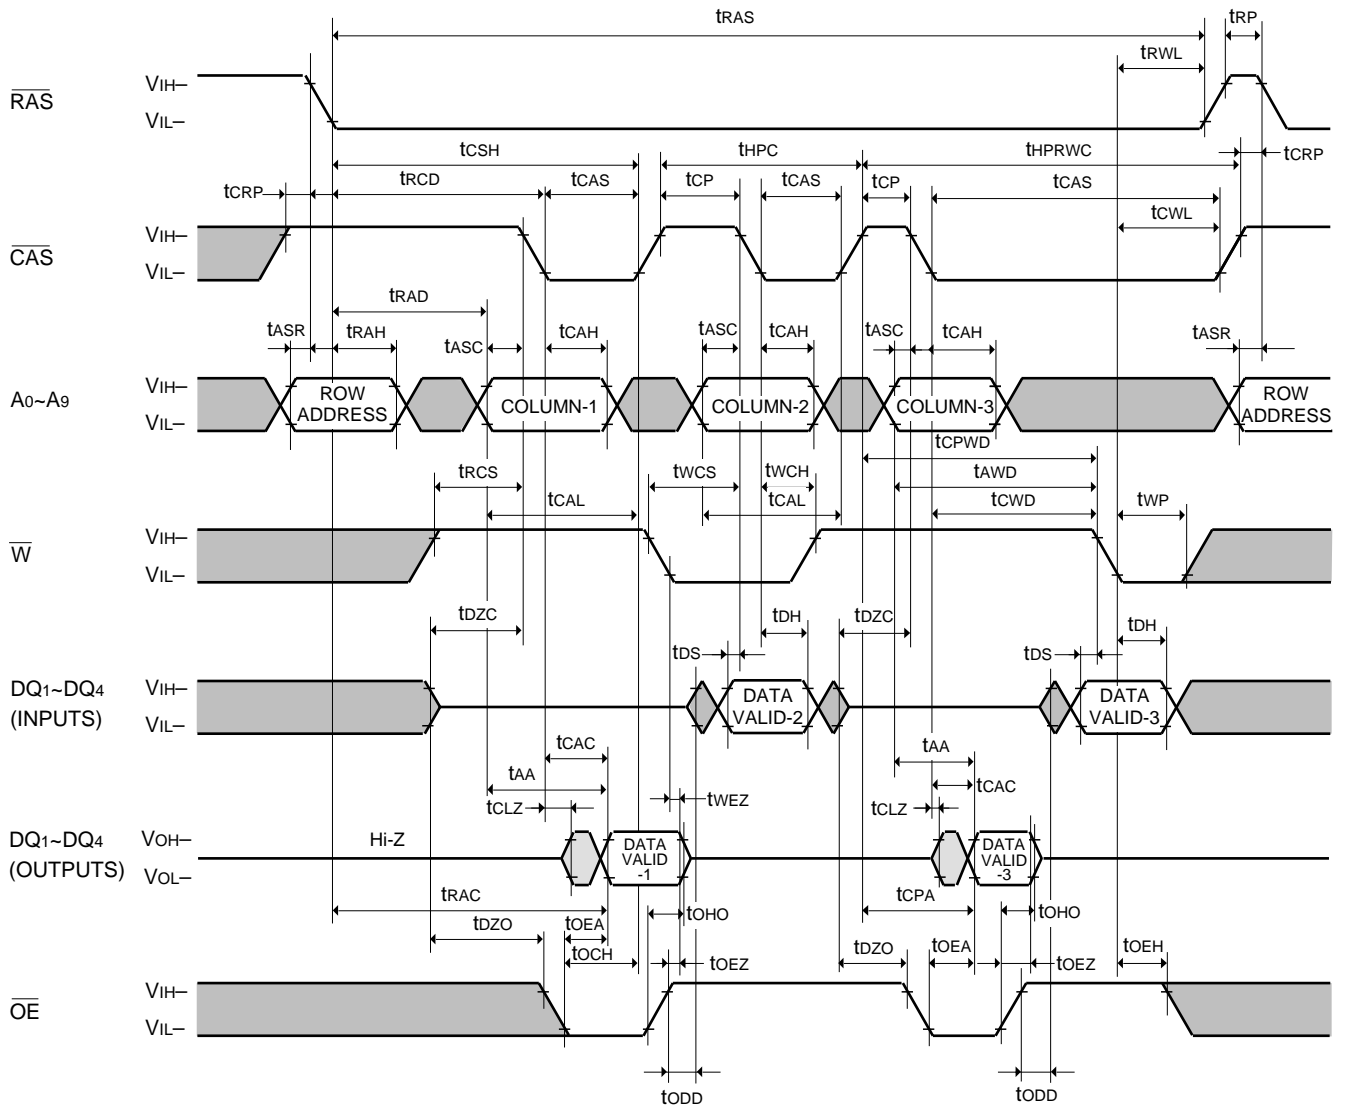 tRAS
tRP
tRWL
RAS
VIH–
VIL–
tCSH
tHPC
tHPRWC
tCRP
tCRP
tRCD
tCAS
tCP
tCAS
tCP
tCAS
tCWL
CAS
VIH–
VIL–
tRAD
tASR
tRAH
tASC
tCAH
tASC
tCAH
tASC
tCAH
tASR
A0~A9
VIH–
VIL–
ROW
ADDRESS
COLUMN-1
COLUMN-2
COLUMN-3
ROW
ADDRESS
tCPWD
tRCS
tWCS
tWCH
tAWD
tCAL
tCAL
tCWD
tWP
W
VIH–
VIL–
tDZC
tDH
tDZC
tDH
tDS
tDS
DQ1~DQ4
(INPUTS)
VIH–
VIL–
DATA
VALID-2
DATA
VALID-3
tCAC
tAA
tAA
tCAC
tCLZ
tWEZ
tCLZ
DQ1~DQ4
(OUTPUTS)
VOH–
VOL–
Hi-Z
DATA
VALID
-1
DATA
VALID
-3
tRAC
tCPA
tOHO
tOHO
tDZO
tOEA
tOCH
tOEZ
tDZO
tOEA
tOEZ
tOEH
OE
VIH–
VIL–
tODD
tODD